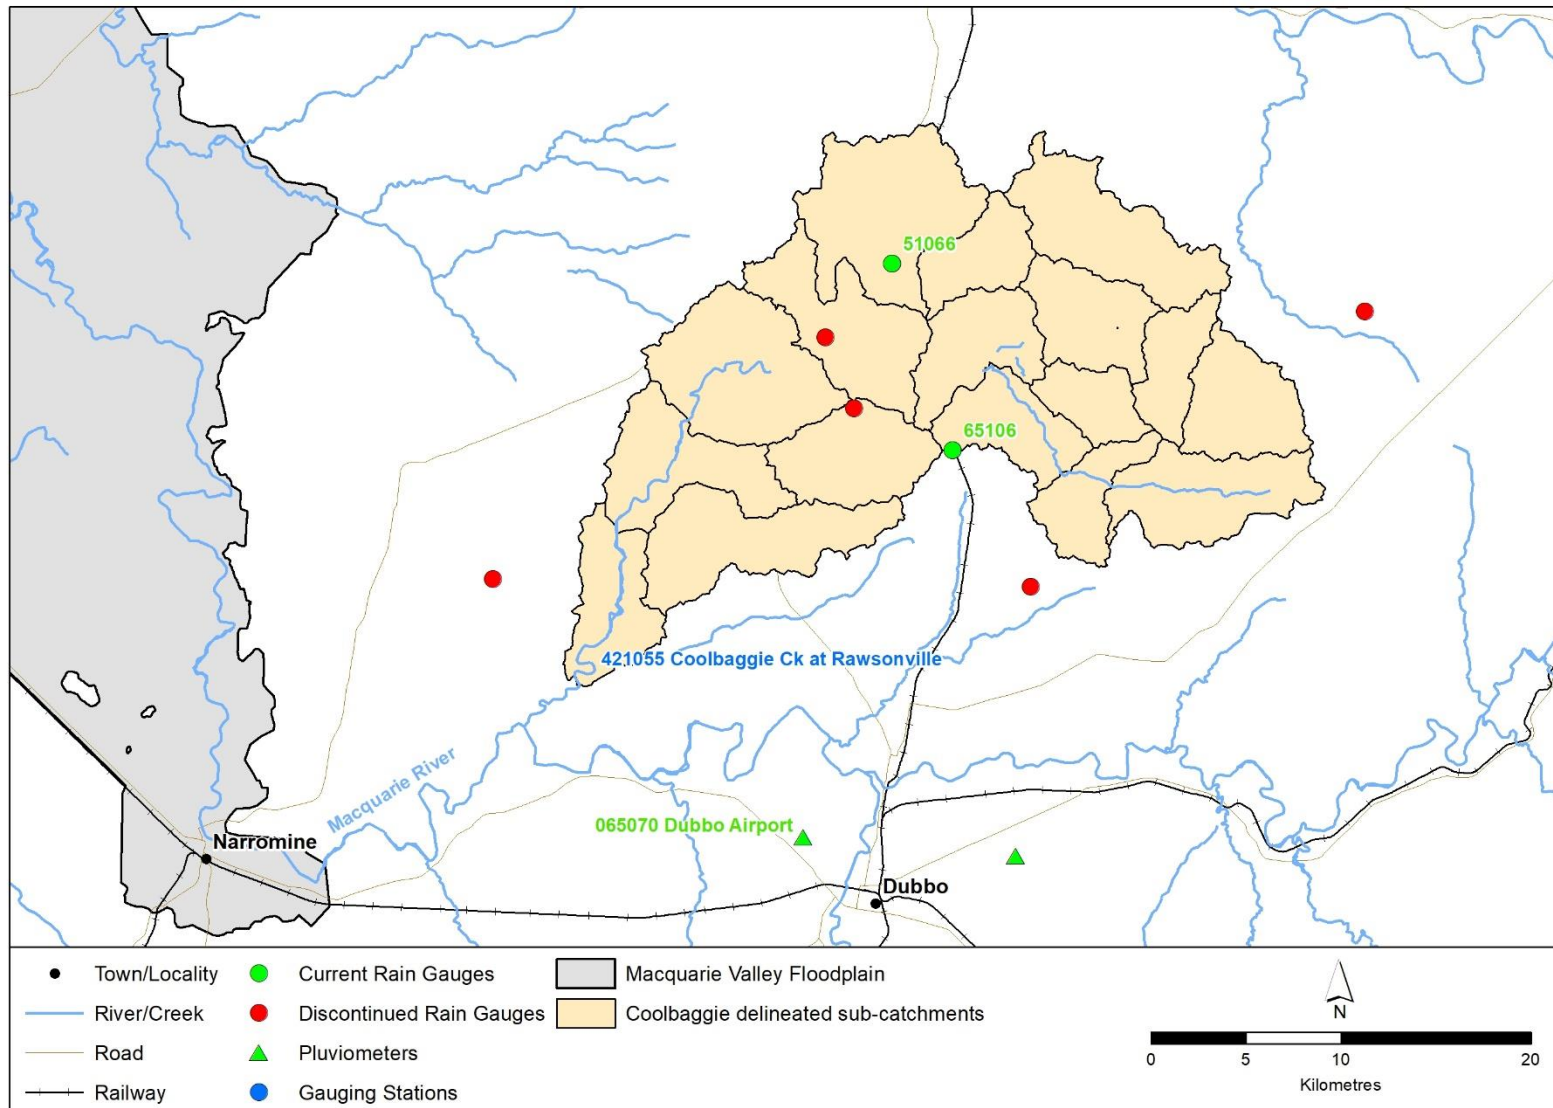 51066
65106
421055 Coolbaggie Ck at Rawsonville
Macquarie River
065070 Dubbo Airport
Narromine
Dubbo
Town/Locality
River/Creek
Road
Railway
Current Rain Gauges
Discontinued Rain Gauges
Pluviometers
Gauging Stations
Macquarie Valley Floodplain
Coolbaggie delineated sub-catchments
N
0 5 10 20
Kilometres